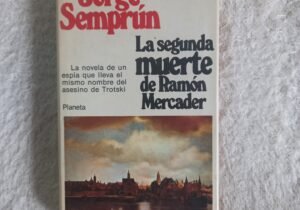 Jorge
Semprún
La novela de un
espía que lleva el
mismo nombre del
asesino de Trotski
Planeta
La segunda
muerte
de Ramón
Mercader